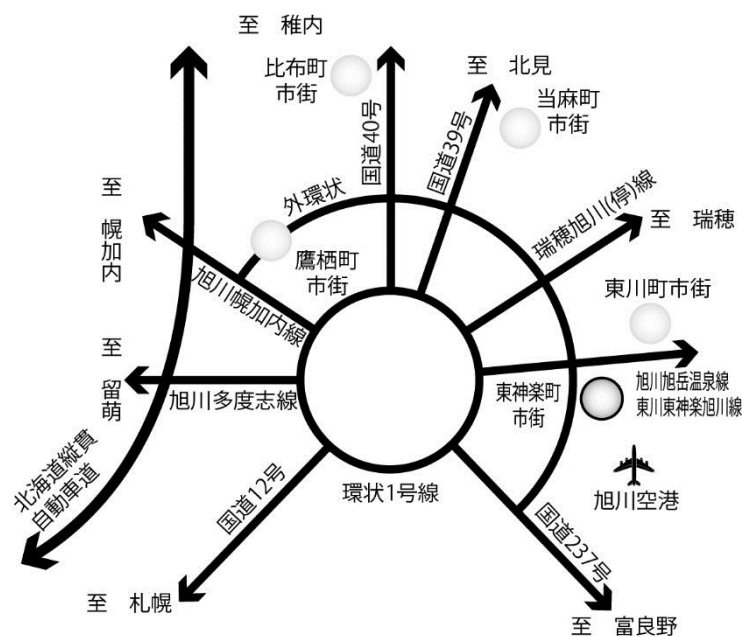 至　稚内
比布町
市街
至　北見
当麻町
市街
国道40号
国道39号
至　幌加内
外環状
瑞穂旭川(停)線
至　瑞穂
鷹栖町
市街
旭川幌加内線
東川町市街
至　留萌
旭川多度志線
東神楽町
市街
旭川旭岳温泉線
東川東神楽旭川線
北海道縦貫
自動車道
国道12号
環状1号線
旭川空港
国道237号
至　札幌
至　富良野